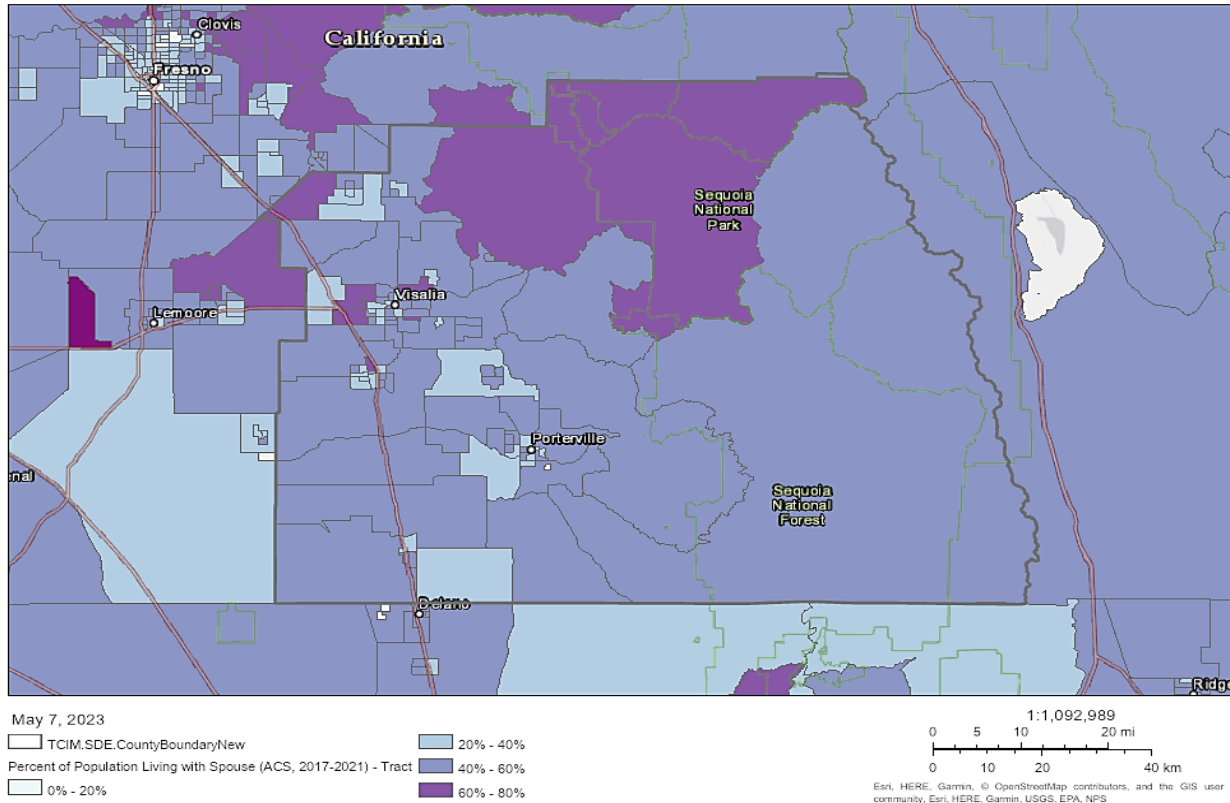 Clovis
California
Fresno
Sequoia
National
Park
Visalia
Lemoore
Porterville
nal
Sequoia
National
Forest
Delano
Ridge
May 7, 2023
TCIM.SDE.CountyBoundaryNew
Percent of Population Living with Spouse (ACS, 2017-2021) - Tract
0% - 20%
20% - 40%
40% - 60%
60% - 80%
1:1,092,989
0 5 10 20 mi
0 10 20 40 km
Esri, HERE, Garmin, © OpenStreetMap contributors, and the GIS user
community, Esri, HERE, Garmin, USGS, EPA, NPS